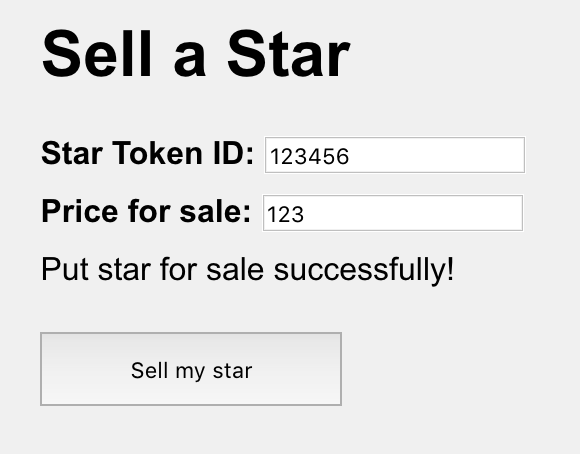 Sell a Star
Star Token ID: 123456
Price for sale: 123
Put star for sale successfully!
Sell my star